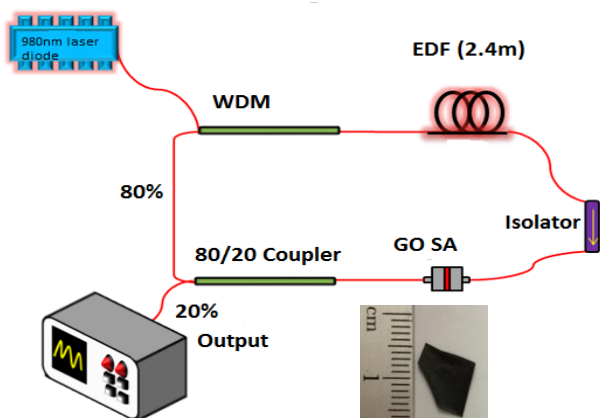 980nm laser
diode
EDF (2.4m)
WDM
80%
Isolator
GO SA
80/20 Coupler
20%
Output
cm
1